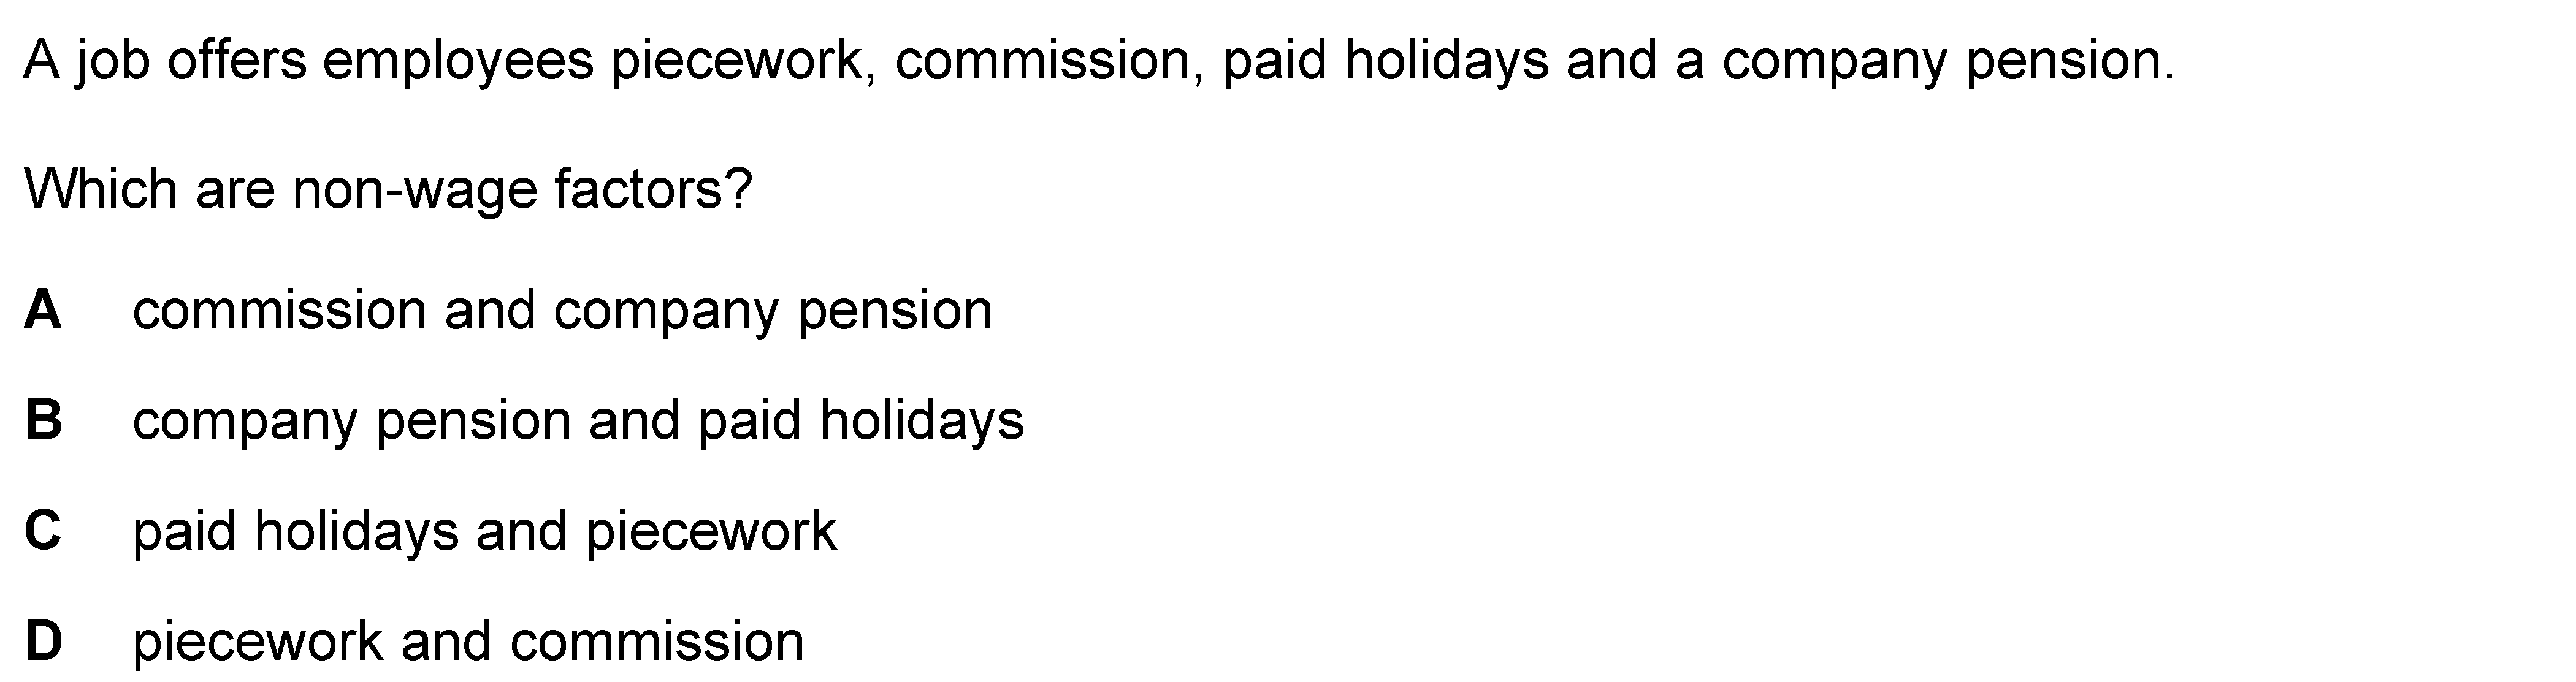 A job offers employees piecework, commission, paid holidays and a company pension.
Which are non-wage factors?
A commission and company pension
B company pension and paid holidays
C paid holidays and piecework
D piecework and commission